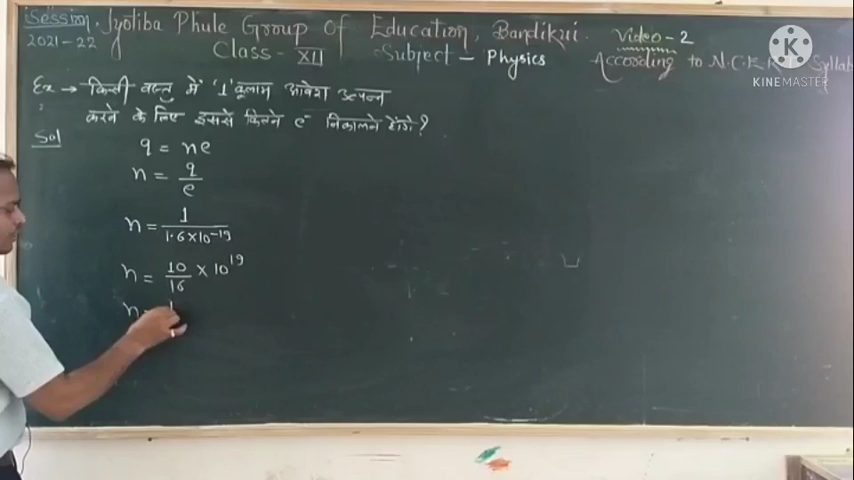 Session Jyotiba Phule Group of Education, Bandikui. Video-2
2021-22 Class-XII Subject - Physics According to N.C.E.R.T Syllab
KINEMASTER
Ex → किसी वस्तु में '1' कूलाम आवेश उत्पन्न
करने के लिए इससे कितने e⁻ निकालने होंगे?
Sol
q = ne
n = q/e
n = 1/1.6×10⁻¹⁹
n = 10/16 × 10¹⁹
n =